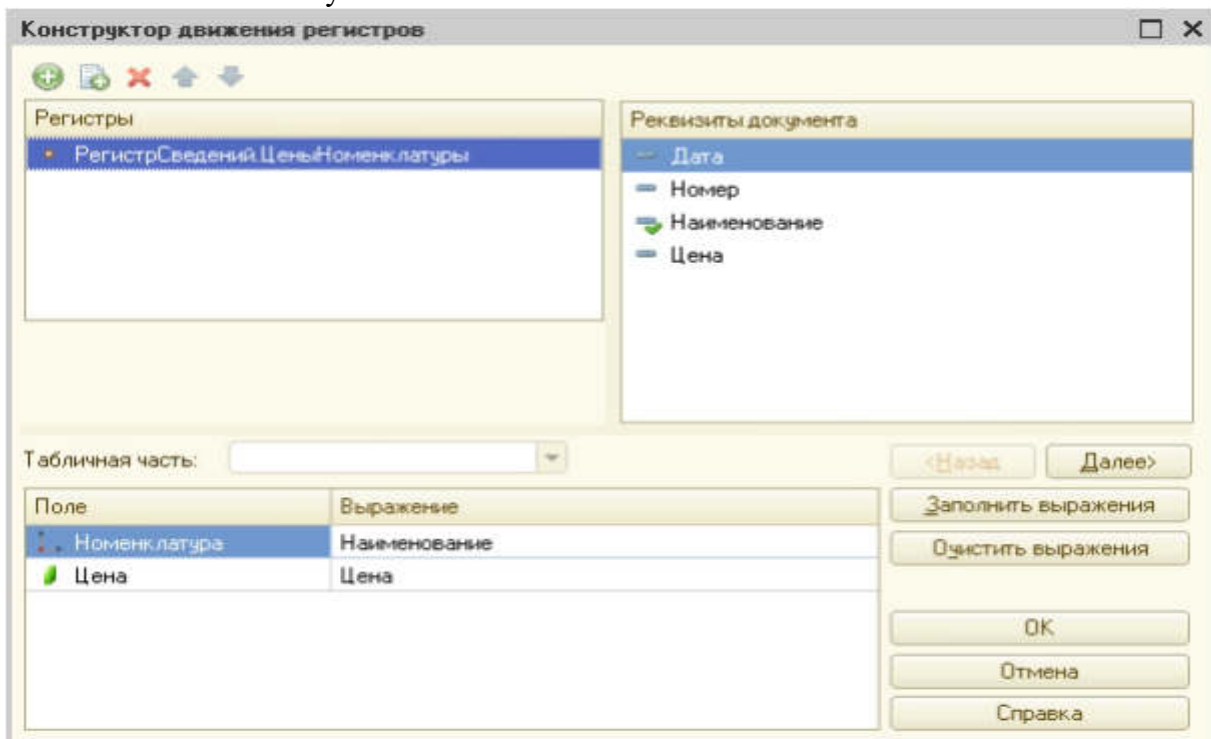 Конструктор движения регистров
Регистры
РегистрСведений.ЦеныНоменклатуры
Реквизиты документа
Дата
Номер
Наименование
Цена
Табличная часть:
<Назад
Далее>
Поле
Выражение
Номенклатура
Наименование
Цена
Цена
Заполнить выражения
Очистить выражения
OK
Отмена
Справка